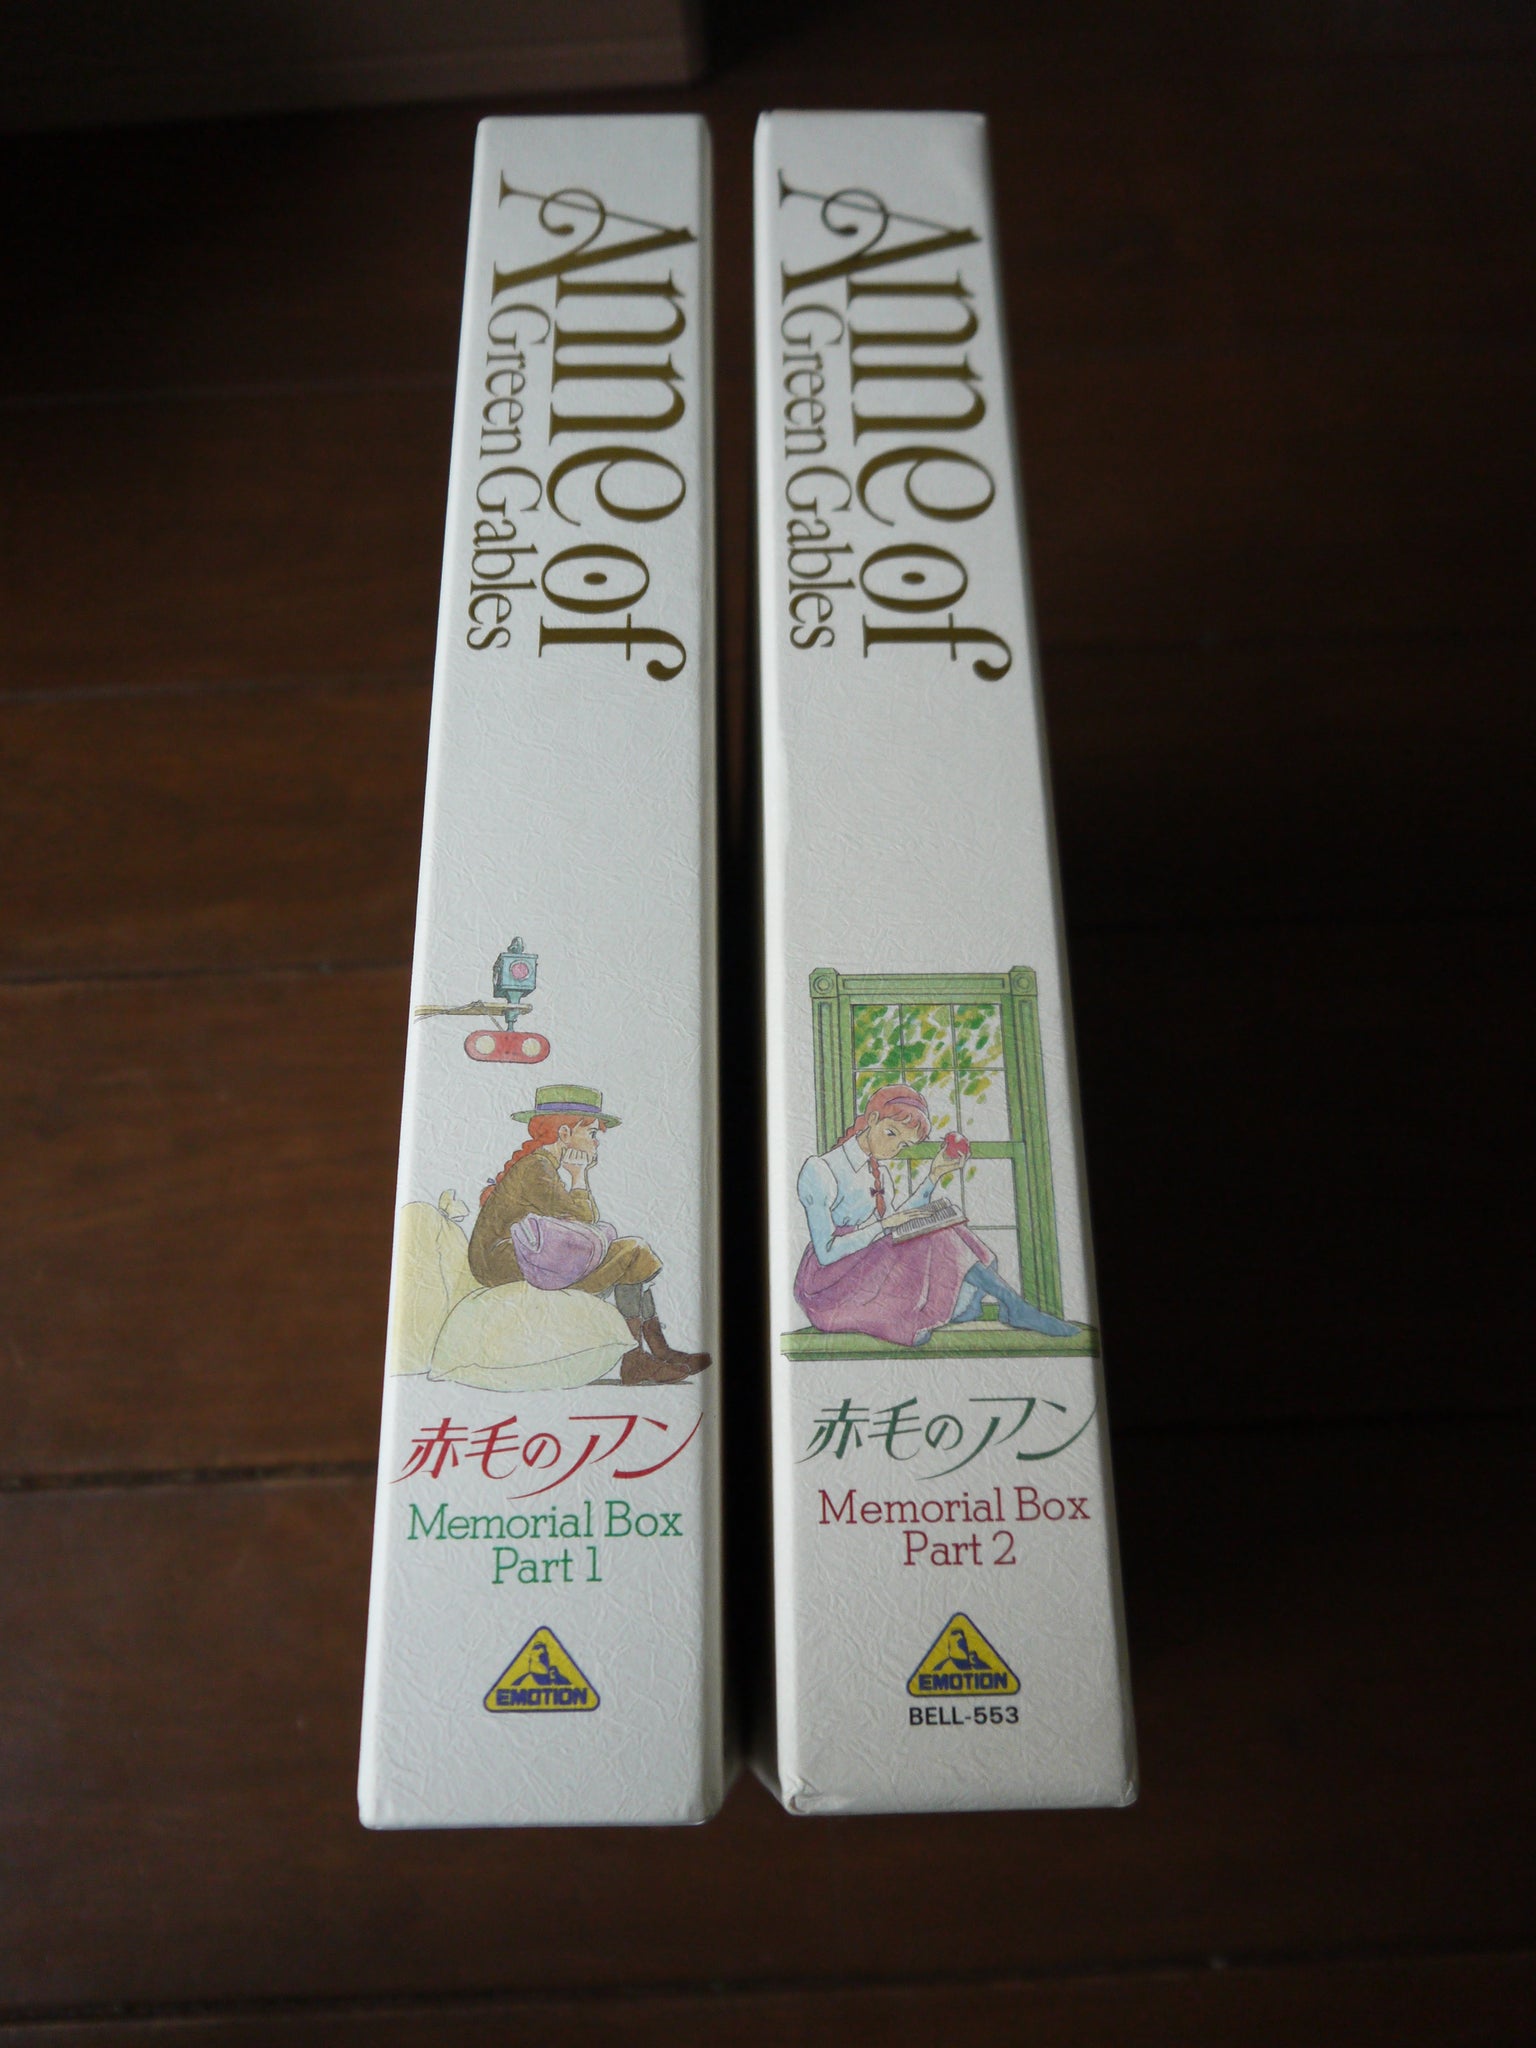 Anne of
Green Gables
赤毛のアン
Memorial Box
Part 1
EMOTION
Anne of
Green Gables
赤毛のアン
Memorial Box
Part 2
EMOTION
BELL-553